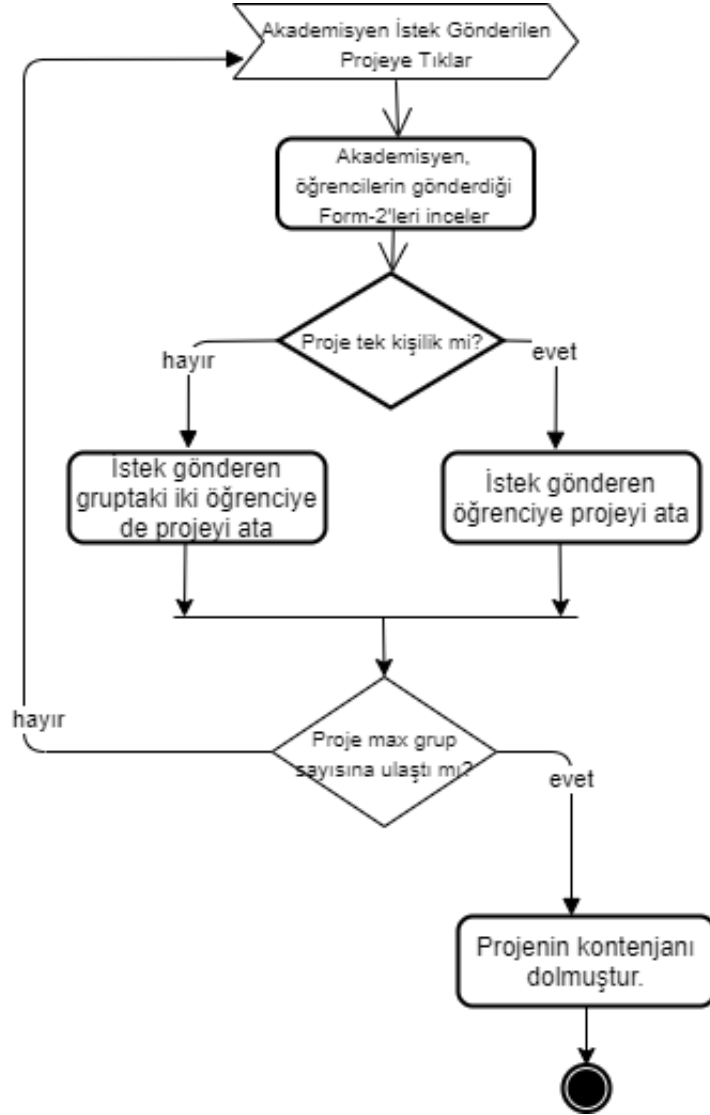 Akademisyen İstek Gönderilen
Projeye Tıklar
Akademisyen,
öğrencilerin gönderdiği
Form-2'leri inceler
Proje tek kişilik mi?
hayır
evet
İstek gönderen
gruptaki iki öğrenciye
de projeyi ata
İstek gönderen
öğrenciye projeyi ata
hayır
Proje max grup
sayısına ulaştı mı?
evet
Projenin kontenjanı
dolmuştur.